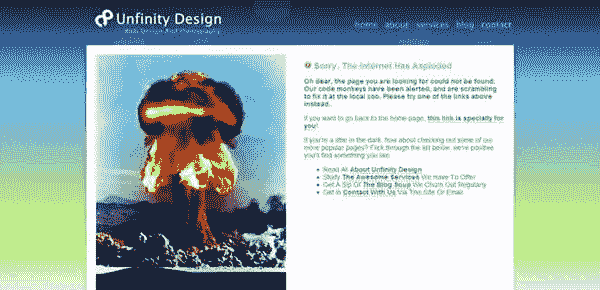 Unfinity Design
Web Design And Photography
home about services blog contact
Sorry, The Internet Has Exploded
Oh dear, the page you are looking for could not be found.
Our code monkeys have been alerted, and are scrambling
to fix it at the local zoo. Please try one of the links above
instead.
If you want to go back to the home page, this link is specially for
you!
If you're a little in the dark, how about checking out some of our
more popular pages? Flick through the list below, we're positive
you'll find something you like.
Read All About Unfinity Design
Study The Awesome Services We Have To Offer
Get A Sip Of The Blog Soup We Churn Out Regularly
Get In Contact With Us Via The Site Or Email